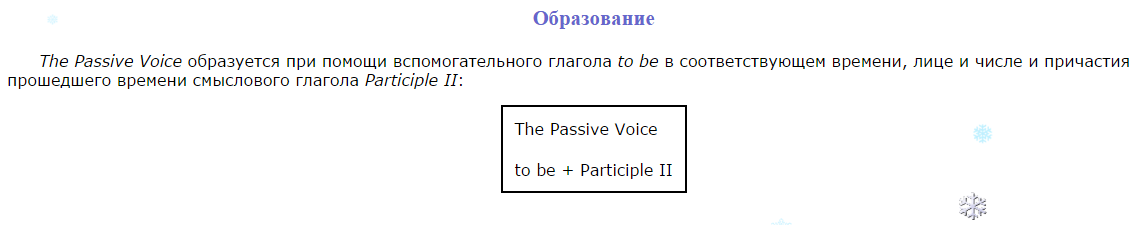 Образование
The Passive Voice образуется при помощи вспомогательного глагола to be в соответствующем времени, лице и числе и причастия
прошедшего времени смыслового глагола Participle II:
The Passive Voice
to be + Participle II